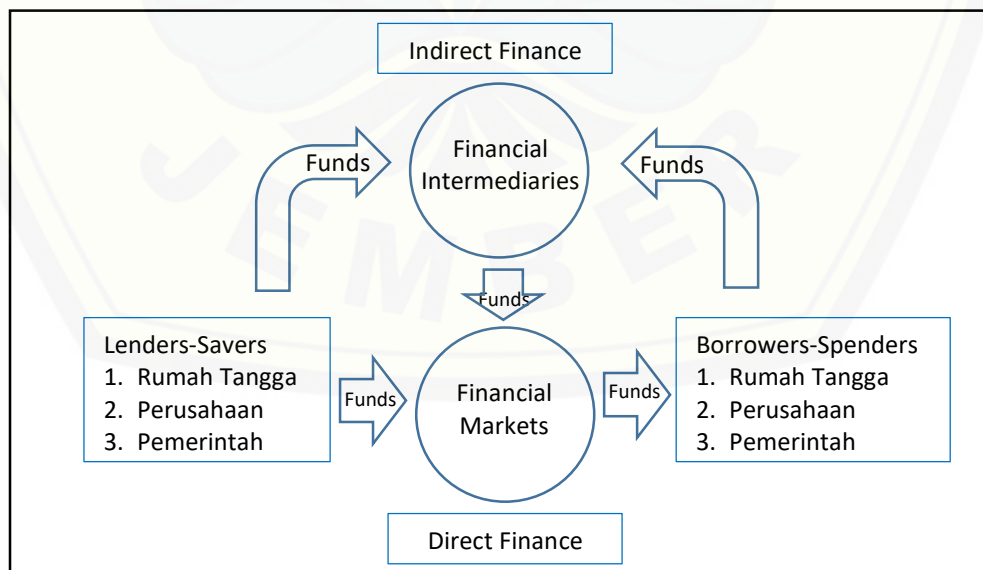 Indirect Finance
Funds
Financial
Intermediaries
Funds
Funds
Lenders-Savers
1. Rumah Tangga
2. Perusahaan
3. Pemerintah
Funds
Financial
Markets
Funds
Borrowers-Spenders
1. Rumah Tangga
2. Perusahaan
3. Pemerintah
Direct Finance
JEMBER